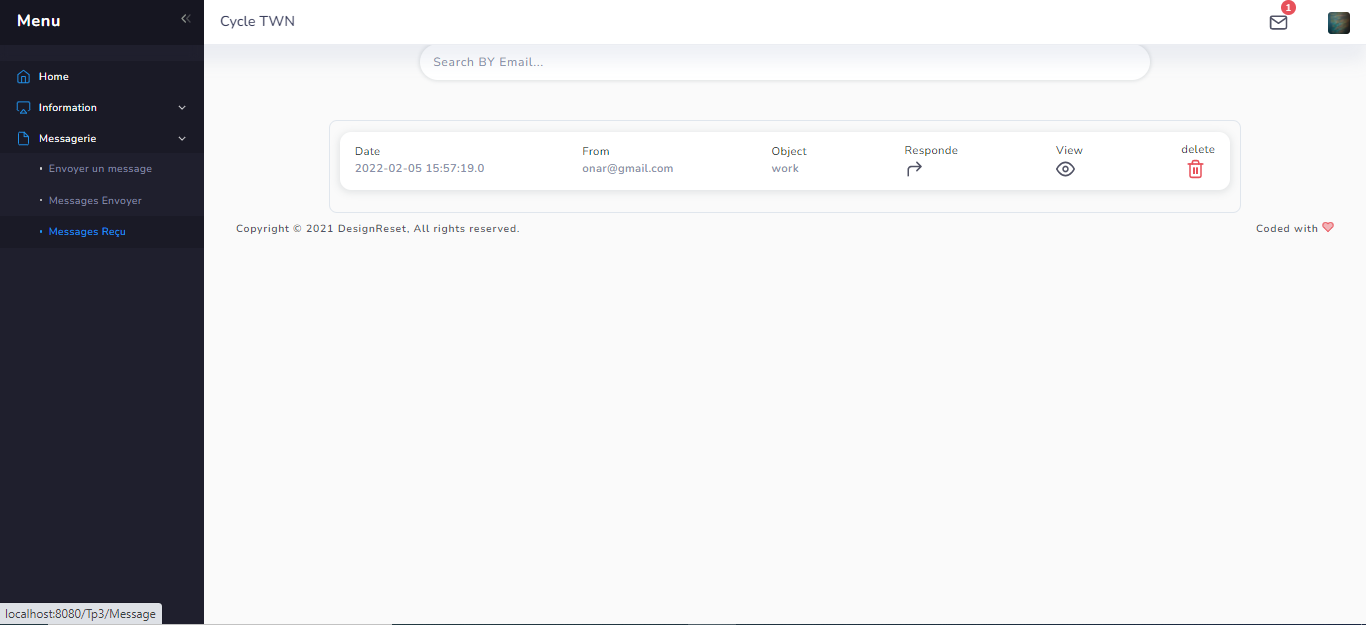 Menu
Cycle TWN
1
Search BY Email...
Home
Information
Messagerie
Envoyer un message
Messages Envoyer
Messages Reçu
Date
2022-02-05 15:57:19.0
From
onar@gmail.com
Object
work
Responde
View
delete
Copyright © 2021 DesignReset, All rights reserved.
Coded with
localhost:8080/Tp3/Message